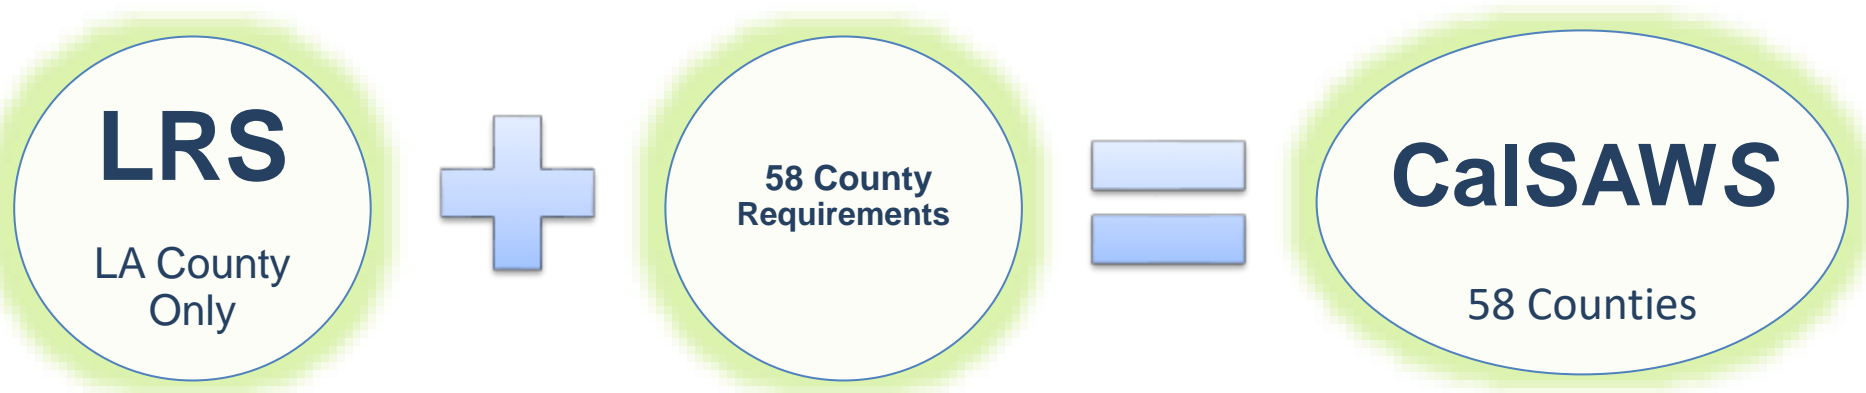 LRS
LA County
Only
58 County
Requirements
CalSAWS
58 Counties